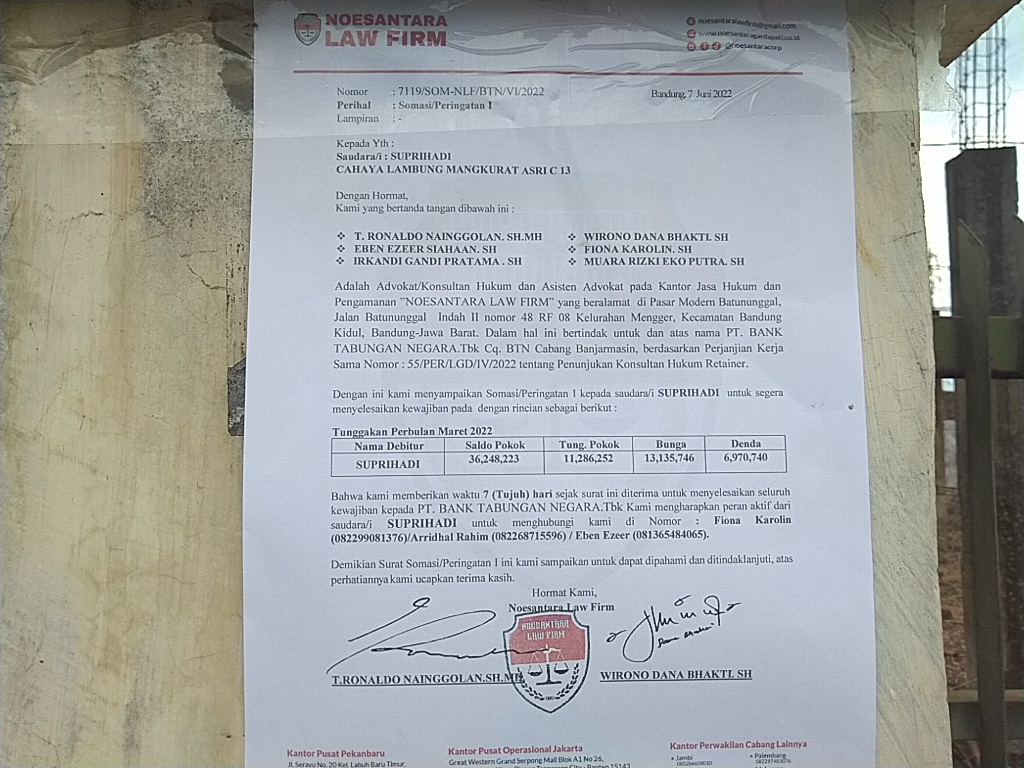 NOESANTARA
LAW FIRM
noesantaralawfirm@gmail.com
www.noesantaragardapati.co.id
@noesantaracorp
Nomor : 7119/SOM-NLF/BTN/VI/2022
Bandung, 7 Juni 2022
Perihal : Somasi/Peringatan I
Lampiran : -
Kepada Yth :
Saudara/i : SUPRIHADI
CAHAYA LAMBUNG MANGKURAT ASRI C 13
Dengan Hormat,
Kami yang bertanda tangan dibawah ini :
❖ T. RONALDO NAINGGOLAN. SH.MH ❖ WIRONO DANA BHAKTI. SH
❖ EBEN EZEER SIAHAAN. SH ❖ FIONA KAROLIN. SH
❖ IRKANDI GANDI PRATAMA . SH ❖ MUARA RIZKI EKO PUTRA. SH
Adalah Advokat/Konsultan Hukum dan Asisten Advokat pada Kantor Jasa Hukum dan
Pengamanan "NOESANTARA LAW FIRM" yang beralamat di Pasar Modern Batununggal,
Jalan Batununggal Indah II nomor 48 RF 08 Kelurahan Mengger, Kecamatan Bandung
Kidul, Bandung-Jawa Barat. Dalam hal ini bertindak untuk dan atas nama PT. BANK
TABUNGAN NEGARA.Tbk Cq. BTN Cabang Banjarmasin, berdasarkan Perjanjian Kerja
Sama Nomor : 55/PER/LGD/IV/2022 tentang Penunjukan Konsultan Hukum Retainer.
Dengan ini kami menyampaikan Somasi/Peringatan I kepada saudara/i SUPRIHADI untuk segera
menyelesaikan kewajiban pada dengan rincian sebagai berikut :
Tunggakan Perbulan Maret 2022
Nama Debitur Saldo Pokok Tung. Pokok Bunga Denda
SUPRIHADI 36,248,223 11,286,252 13,135,746 6,970,740
Bahwa kami memberikan waktu 7 (Tujuh) hari sejak surat ini diterima untuk menyelesaikan seluruh
kewajiban kepada PT. BANK TABUNGAN NEGARA.Tbk Kami mengharapkan peran aktif dari
saudara/i SUPRIHADI untuk menghubungi kami di Nomor : Fiona Karolin
(082299081376)/Arridhal Rahim (082268715596) / Eben Ezeer (081365484065).
Demikian Surat Somasi/Peringatan I ini kami sampaikan untuk dapat dipahami dan ditindaklanjuti, atas
perhatiannya kami ucapkan terima kasih.
Hormat Kami,
Noesantara Law Firm
NOESANTARA
LAW FIRM
T.RONALDO NAINGGOLAN.SH.MH WIRONO DANA BHAKTI. SH
Kantor Pusat Pekanbaru
Jl. Serayu No. 20 Kel. Labuh Baru Timur,
Kantor Pusat Operasional Jakarta
Great Western Grand Serpong Mall Blok A1 No 26,
Kantor Perwakilan Cabang Lainnya
• Jambi • Palembang